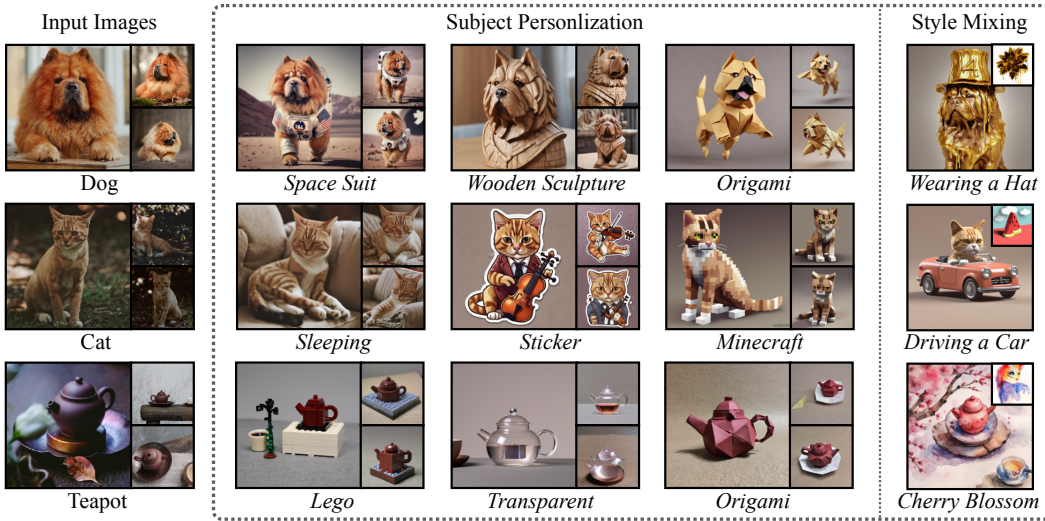 Input Images
Subject Personlization
Style Mixing
Dog
Space Suit
Wooden Sculpture
Origami
Wearing a Hat
Cat
Sleeping
Sticker
Minecraft
Driving a Car
Teapot
Lego
Transparent
Origami
Cherry Blossom